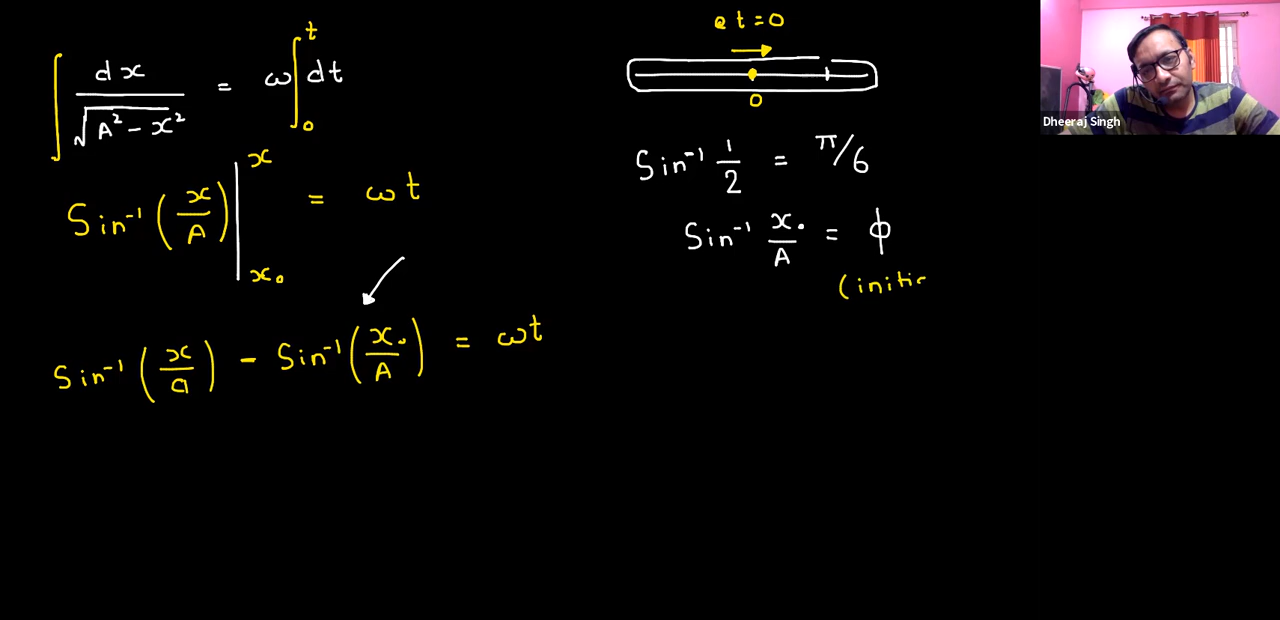 ∫ dx / √(A² - x²) = ω ∫₀ᵗ dt
Sin⁻¹ (x/A) |ₓ₀ˣ = ωt
Sin⁻¹ (x/a) - Sin⁻¹ (x₀/A) = ωt
@ t = 0
0
Sin⁻¹ 1/2 = π/6
Sin⁻¹ x₀/A = ϕ
(initi
Dheeraj Singh